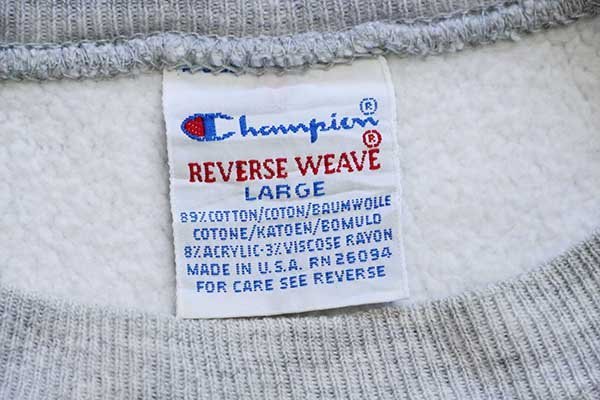 Champion®
REVERSE WEAVE®
LARGE
89%COTTON/COTON/BAUMWOLLE
COTONE/KATOEN/BOMULD
8%ACRYLIC-3%VISCOSE RAYON
MADE IN U.S.A. RN 26094
FOR CARE SEE REVERSE